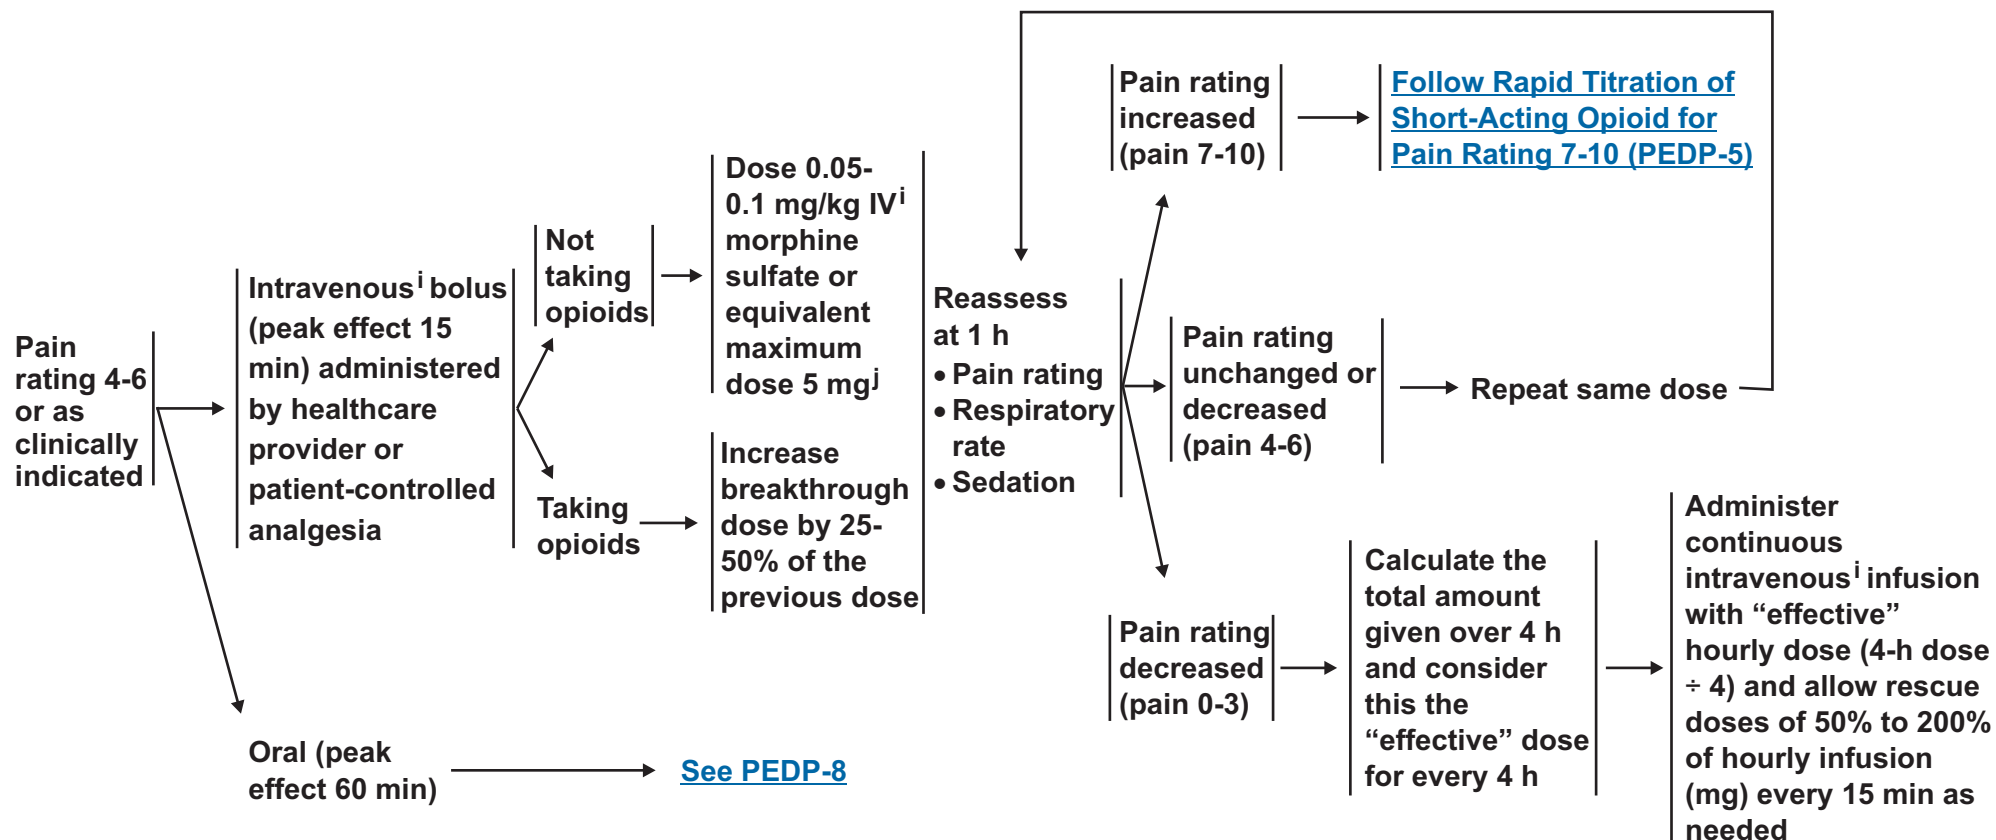 Pain
rating 4-6
or as
clinically
indicated
Intravenousⁱ bolus
(peak effect 15
min) administered
by healthcare
provider or
patient-controlled
analgesia
Oral (peak
effect 60 min)
See PEDP-8
Not
taking
opioids
Taking
opioids
Dose 0.05-
0.1 mg/kg IVⁱ
morphine
sulfate or
equivalent
maximum
dose 5 mgʲ
Increase
breakthrough
dose by 25-
50% of the
previous dose
Reassess
at 1 h
• Pain rating
• Respiratory
rate
• Sedation
Pain rating
increased
(pain 7-10)
Follow Rapid Titration of
Short-Acting Opioid for
Pain Rating 7-10 (PEDP-5)
Pain rating
unchanged or
decreased
(pain 4-6)
Repeat same dose
Pain rating
decreased
(pain 0-3)
Calculate the
total amount
given over 4 h
and consider
this the
“effective” dose
for every 4 h
Administer
continuous
intravenousⁱ infusion
with “effective”
hourly dose (4-h dose
÷ 4) and allow rescue
doses of 50% to 200%
of hourly infusion
(mg) every 15 min as
needed